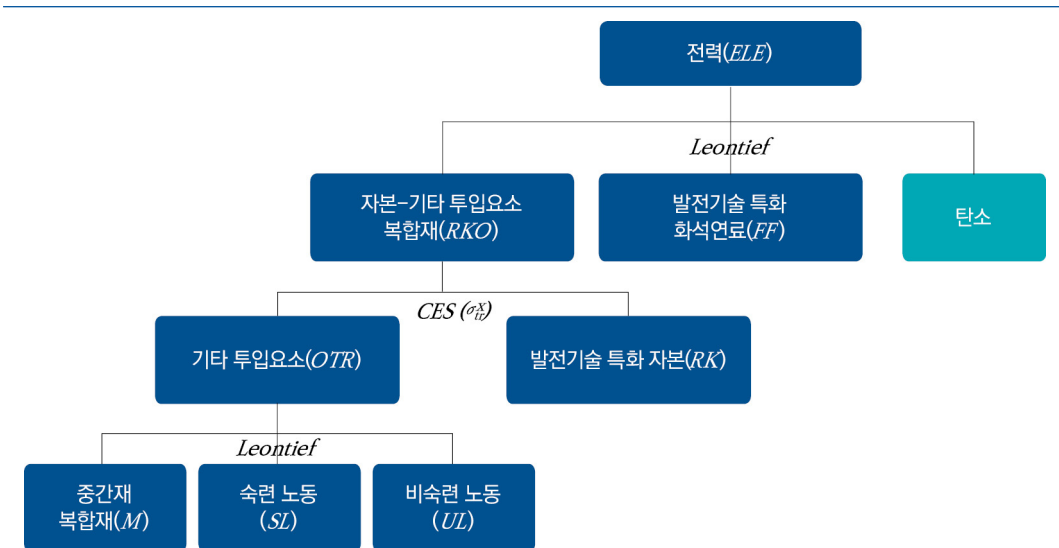 전력(ELE)
Leontief
자본-기타 투입요소
복합재(RKO)
발전기술 특화
화석연료(FF)
탄소
CES (σ_tr^X)
기타 투입요소(OTR)
발전기술 특화 자본(RK)
Leontief
중간재
복합재(M)
숙련 노동
(SL)
비숙련 노동
(UL)